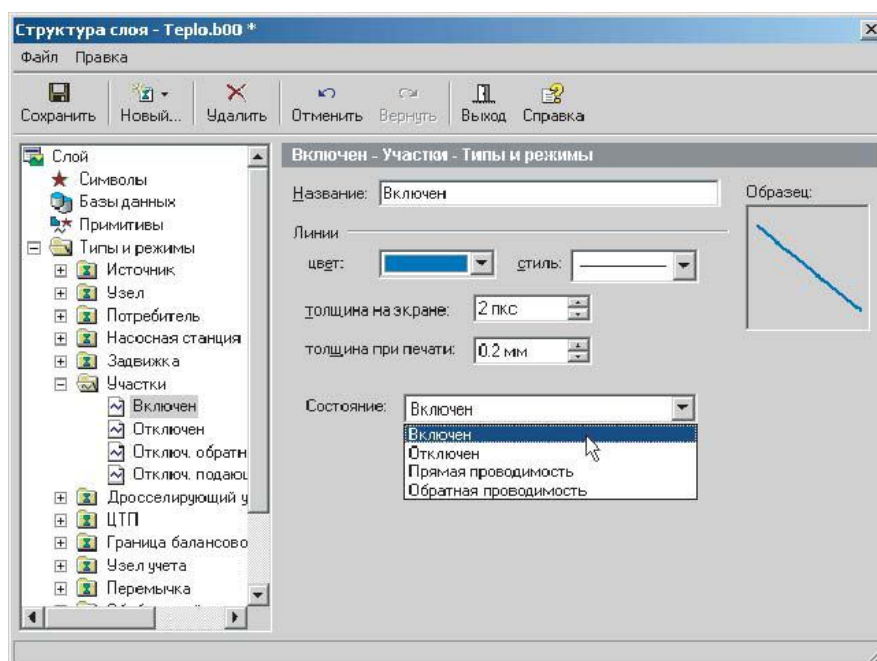 Структура слоя - Teplo.b00 *
Файл Правка
Сохранить Новый... Удалить Отменить Вернуть Выход Справка
Слой
Символы
Базы данных
Примитивы
Типы и режимы
Источник
Узел
Потребитель
Насосная станция
Задвижка
Участки
Включен
Отключен
Отключ. обратн
Отключ. подающ
Дросселирующий у
ЦТП
Граница балансово
Узел учета
Перемычка
Включен - Участки - Типы и режимы
Название: Включен
Образец:
Линии
цвет: стиль:
толщина на экране: 2 пкс
толщина при печати: 0.2 мм
Состояние: Включен
Включен
Отключен
Прямая проводимость
Обратная проводимость